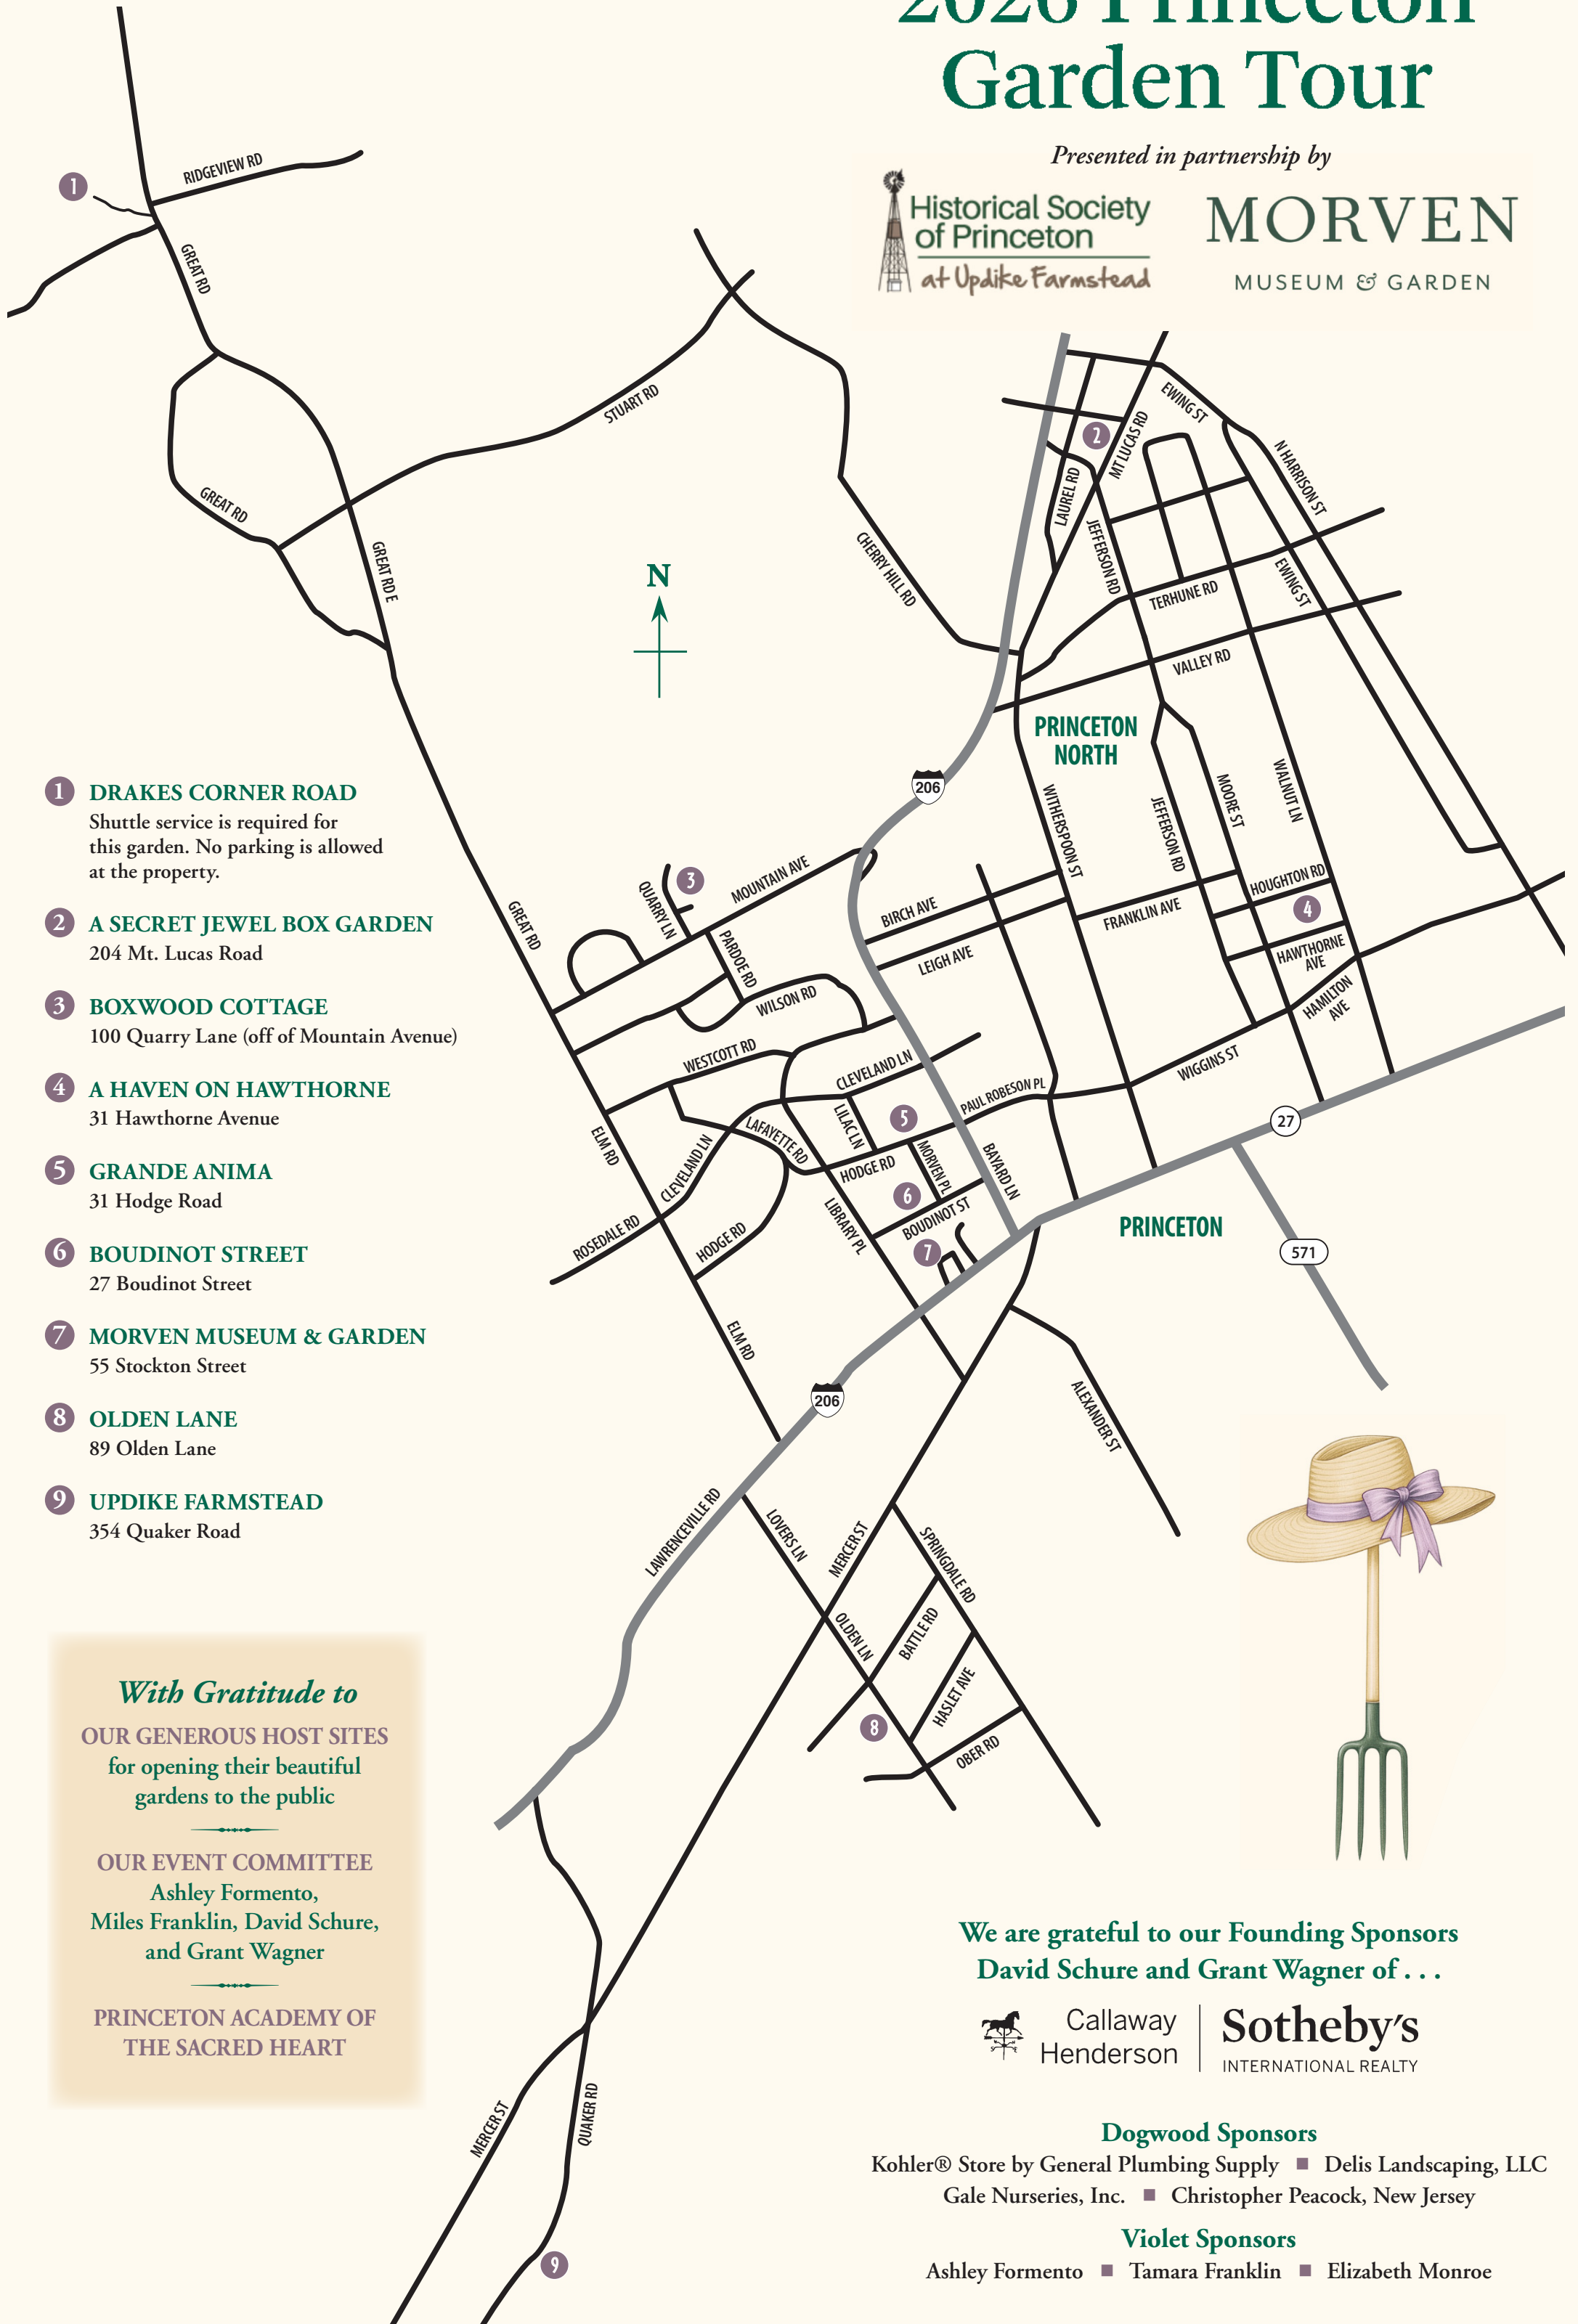 2026 Princeton
Garden Tour
Presented in partnership by
Historical Society
of Princeton
at Updike Farmstead
MORVEN
MUSEUM & GARDEN
1
RIDGEVIEW RD
GREAT RD
STUART RD
GREAT RD
GREAT RD E
CHERRY HILL RD
N
EWING ST
2
MT LUCAS RD
LAUREL RD
N HARRISON ST
JEFFERSON RD
TERHUNE RD
EWING ST
VALLEY RD
PRINCETON
NORTH
206
WITHERSPOON ST
JEFFERSON RD
MOORE ST
WALNUT LN
HOUGHTON RD
4
FRANKLIN AVE
HAWTHORNE
AVE
HAMILTON
AVE
BIRCH AVE
LEIGH AVE
WIGGINS ST
PAUL ROBESON PL
27
571
PRINCETON
3
QUARRY LN
MOUNTAIN AVE
PARDOE RD
GREAT RD
WILSON RD
WESTCOTT RD
CLEVELAND LN
LILAC LN
5
LAFAYETTE RD
HODGE RD
MORVEN PL
BAYARD LN
ELM RD
CLEVELAND LN
6
BOUDINOT ST
LIBRARY PL
7
ROSEDALE RD
HODGE RD
ELM RD
206
ALEXANDER ST
LAWRENCEVILLE RD
LOVERS LN
MERCER ST
SPRINGDALE RD
OLDEN LN
BATTLE RD
HASLET AVE
8
OBER RD
MERCER ST
QUAKER RD
9
1 DRAKES CORNER ROAD
Shuttle service is required for
this garden. No parking is allowed
at the property.
2 A SECRET JEWEL BOX GARDEN
204 Mt. Lucas Road
3 BOXWOOD COTTAGE
100 Quarry Lane (off of Mountain Avenue)
4 A HAVEN ON HAWTHORNE
31 Hawthorne Avenue
5 GRANDE ANIMA
31 Hodge Road
6 BOUDINOT STREET
27 Boudinot Street
7 MORVEN MUSEUM & GARDEN
55 Stockton Street
8 OLDEN LANE
89 Olden Lane
9 UPDIKE FARMSTEAD
354 Quaker Road
With Gratitude to
OUR GENEROUS HOST SITES
for opening their beautiful
gardens to the public
OUR EVENT COMMITTEE
Ashley Formento,
Miles Franklin, David Schure,
and Grant Wagner
PRINCETON ACADEMY OF
THE SACRED HEART
We are grateful to our Founding Sponsors
David Schure and Grant Wagner of . . .
Callaway
Henderson
Sotheby's
INTERNATIONAL REALTY
Dogwood Sponsors
Kohler® Store by General Plumbing Supply ■ Delis Landscaping, LLC
Gale Nurseries, Inc. ■ Christopher Peacock, New Jersey
Violet Sponsors
Ashley Formento ■ Tamara Franklin ■ Elizabeth Monroe